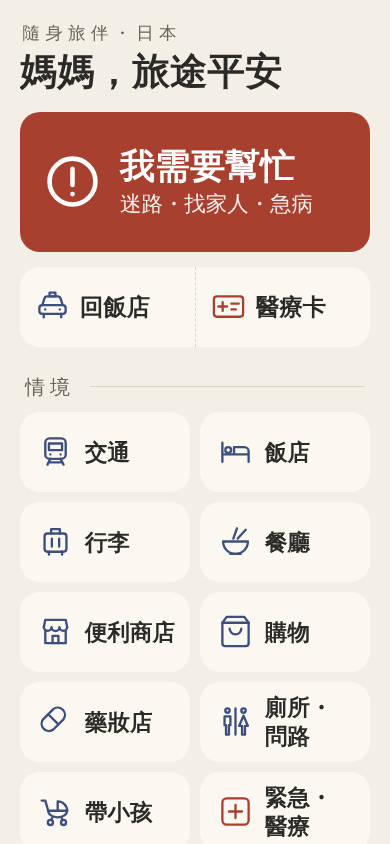 隨身旅伴・日本
媽媽，旅途平安
我需要幫忙
迷路・找家人・急病
回飯店
醫療卡
情境
交通
飯店
行李
餐廳
便利商店
購物
藥妝店
廁所・
問路
帶小孩
緊急・
醫療